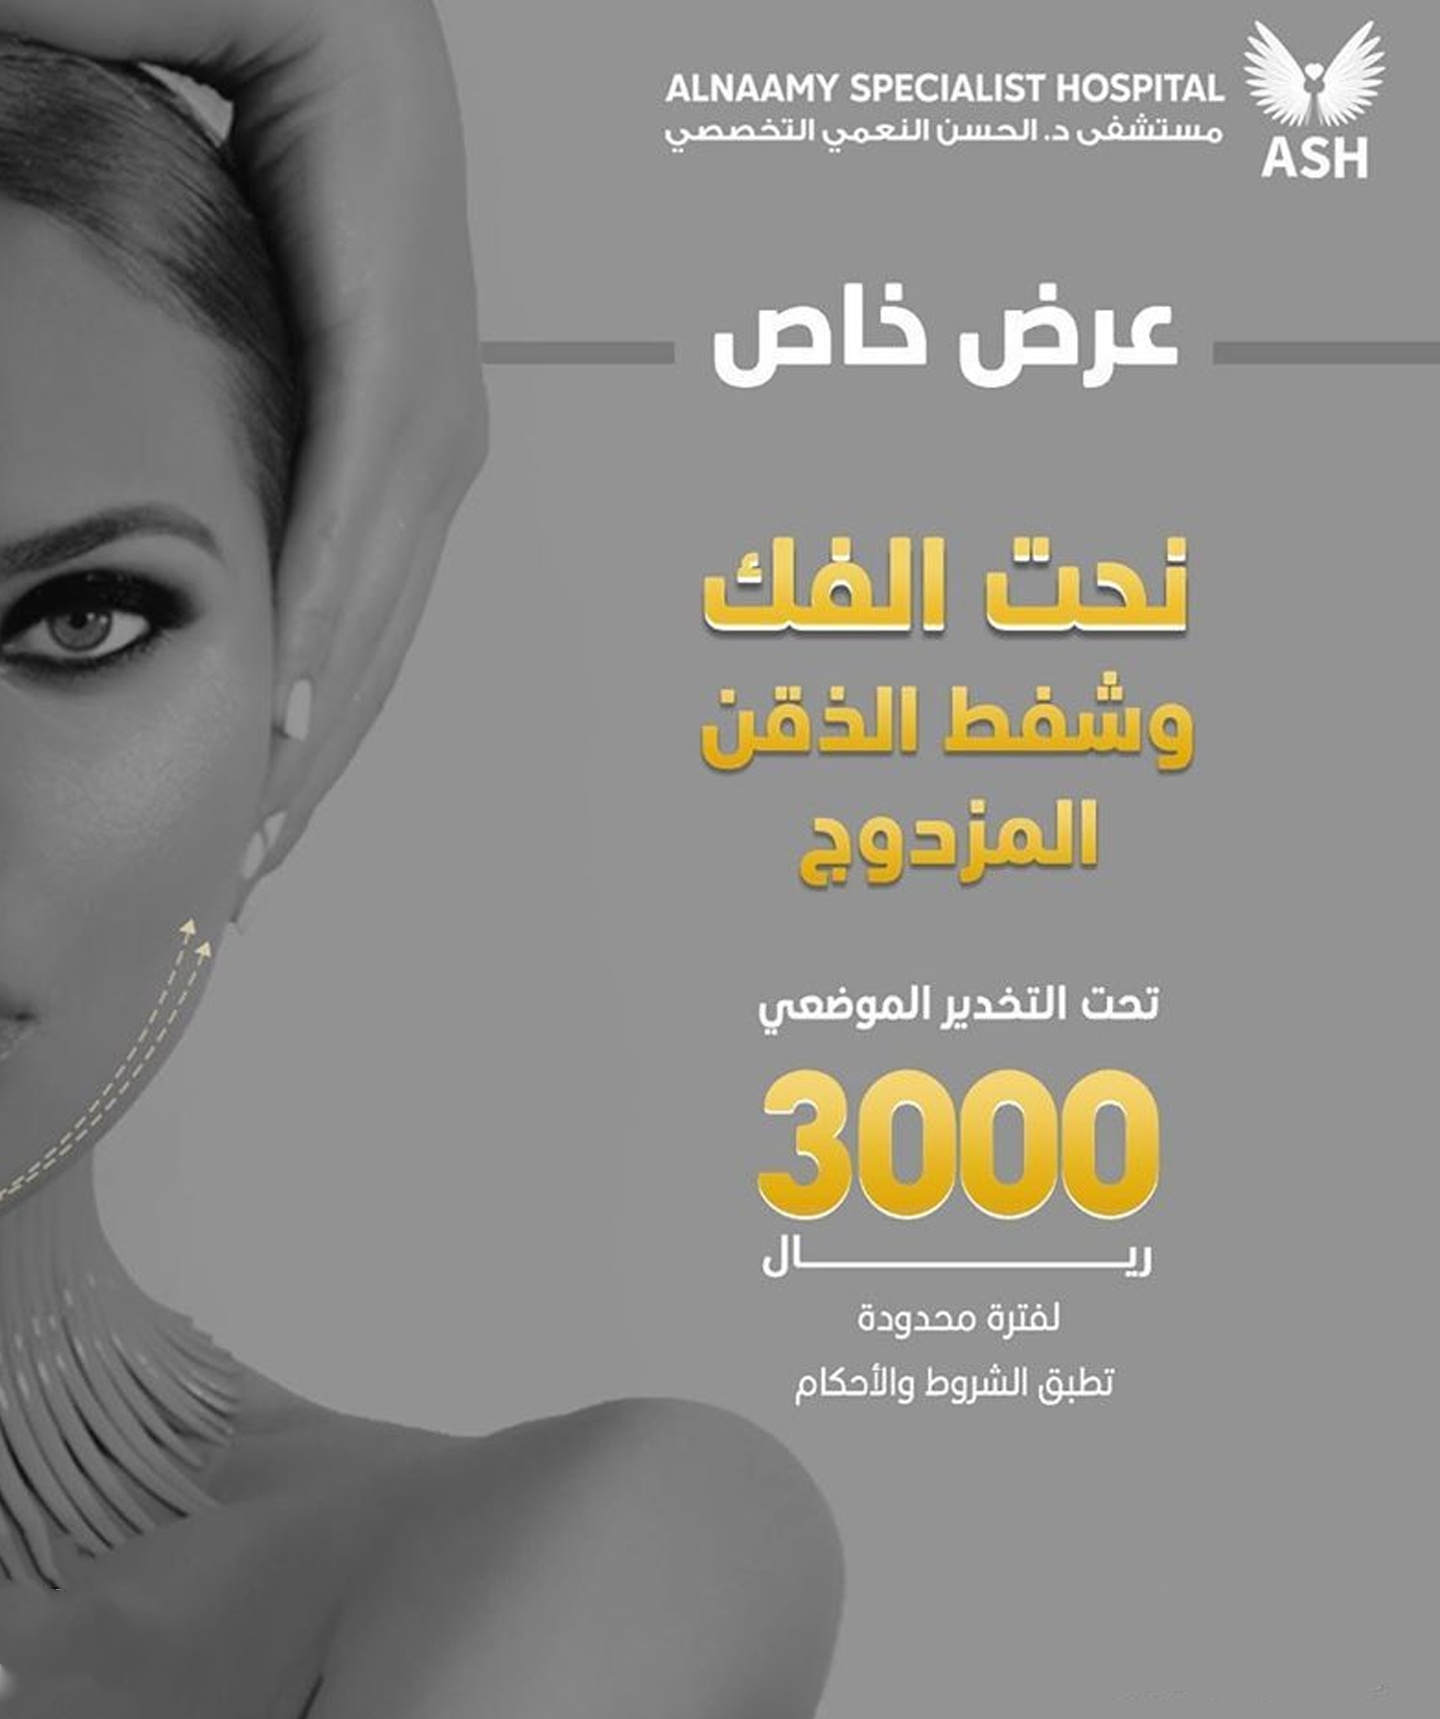 ALNAAMY SPECIALIST HOSPITAL
مستشفى د. الحسن النعمي التخصصي
ASH
عرض خاص
نحت الفك
وشفط الذقن
المزدوج
تحت التخدير الموضعي
3000
ريـــــــــــــــال
لفترة محدودة
تطبق الشروط والأحكام